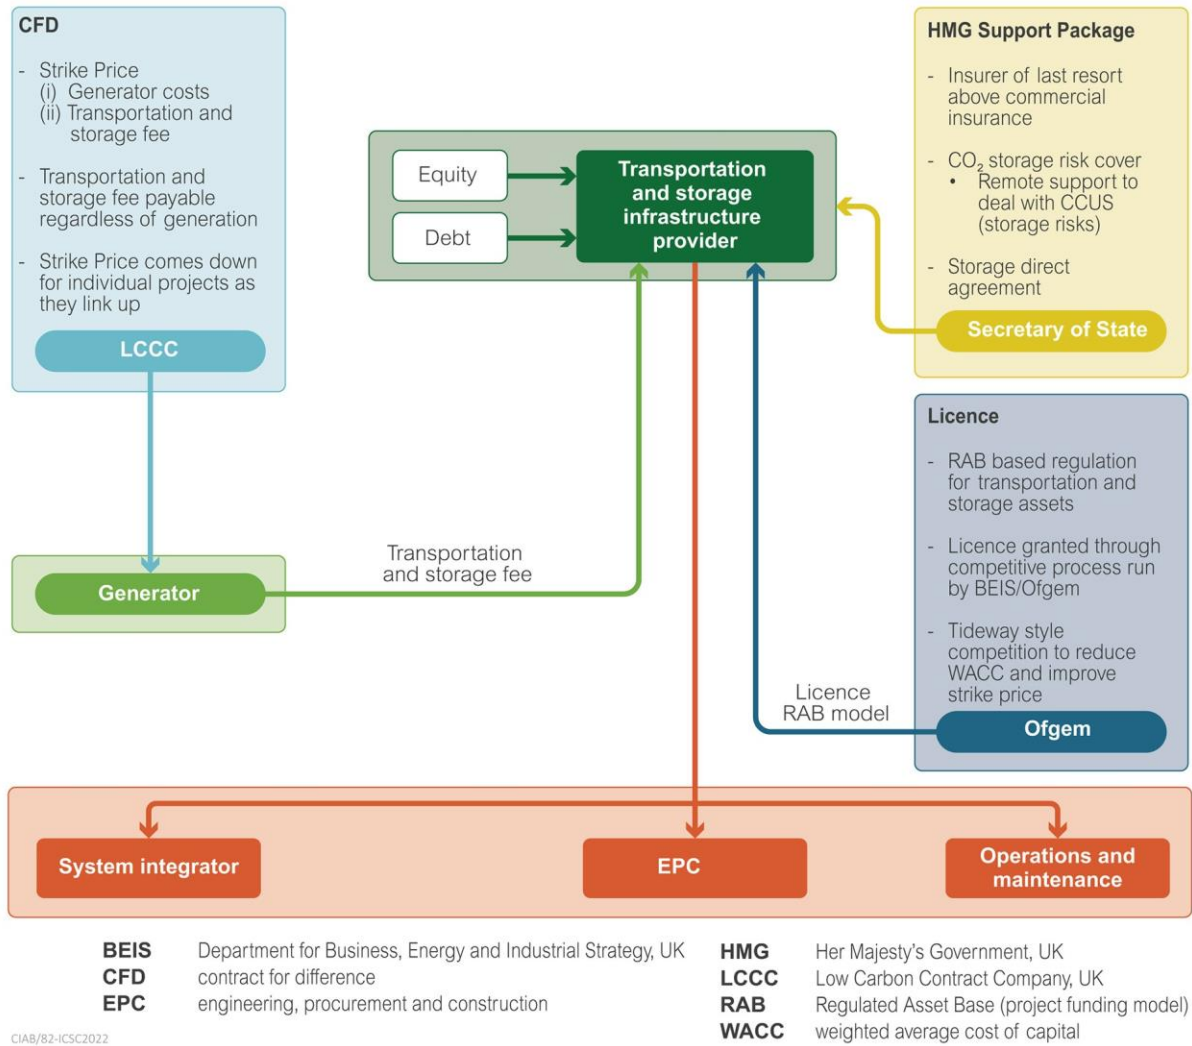 CFD
- Strike Price
(i) Generator costs
(ii) Transportation and
storage fee
- Transportation and
storage fee payable
regardless of generation
- Strike Price comes down
for individual projects as
they link up
LCCC
Equity
Debt
Transportation
and storage
infrastructure
provider
HMG Support Package
- Insurer of last resort
above commercial
insurance
- CO₂ storage risk cover
• Remote support to
deal with CCUS
(storage risks)
- Storage direct
agreement
Secretary of State
Licence
- RAB based regulation
for transportation and
storage assets
- Licence granted through
competitive process run
by BEIS/Ofgem
- Tideway style
competition to reduce
WACC and improve
strike price
Ofgem
Generator
Transportation
and storage fee
Licence
RAB model
System integrator
EPC
Operations and
maintenance
BEIS Department for Business, Energy and Industrial Strategy, UK
CFD contract for difference
EPC engineering, procurement and construction
HMG Her Majesty's Government, UK
LCCC Low Carbon Contract Company, UK
RAB Regulated Asset Base (project funding model)
WACC weighted average cost of capital
CIAB/82-ICSC2022